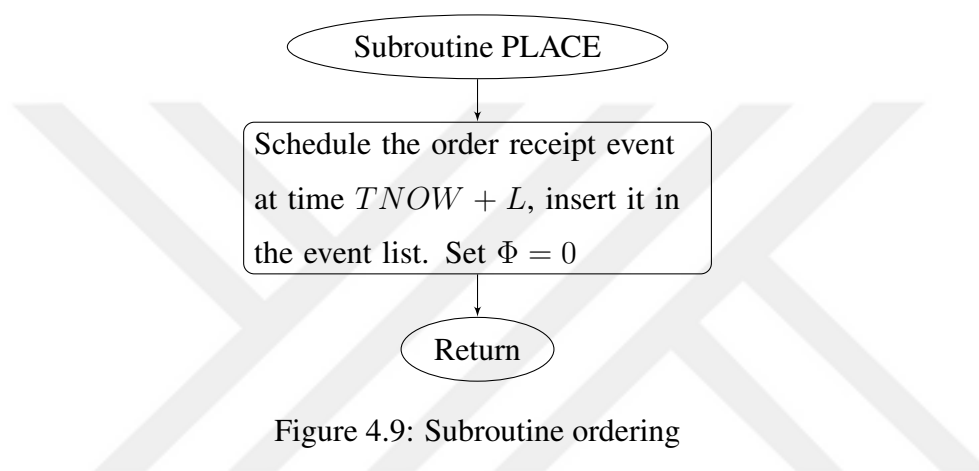 Subroutine PLACE
Schedule the order receipt event
at time TNOW + L, insert it in
the event list. Set Φ = 0
Return
Figure 4.9: Subroutine ordering